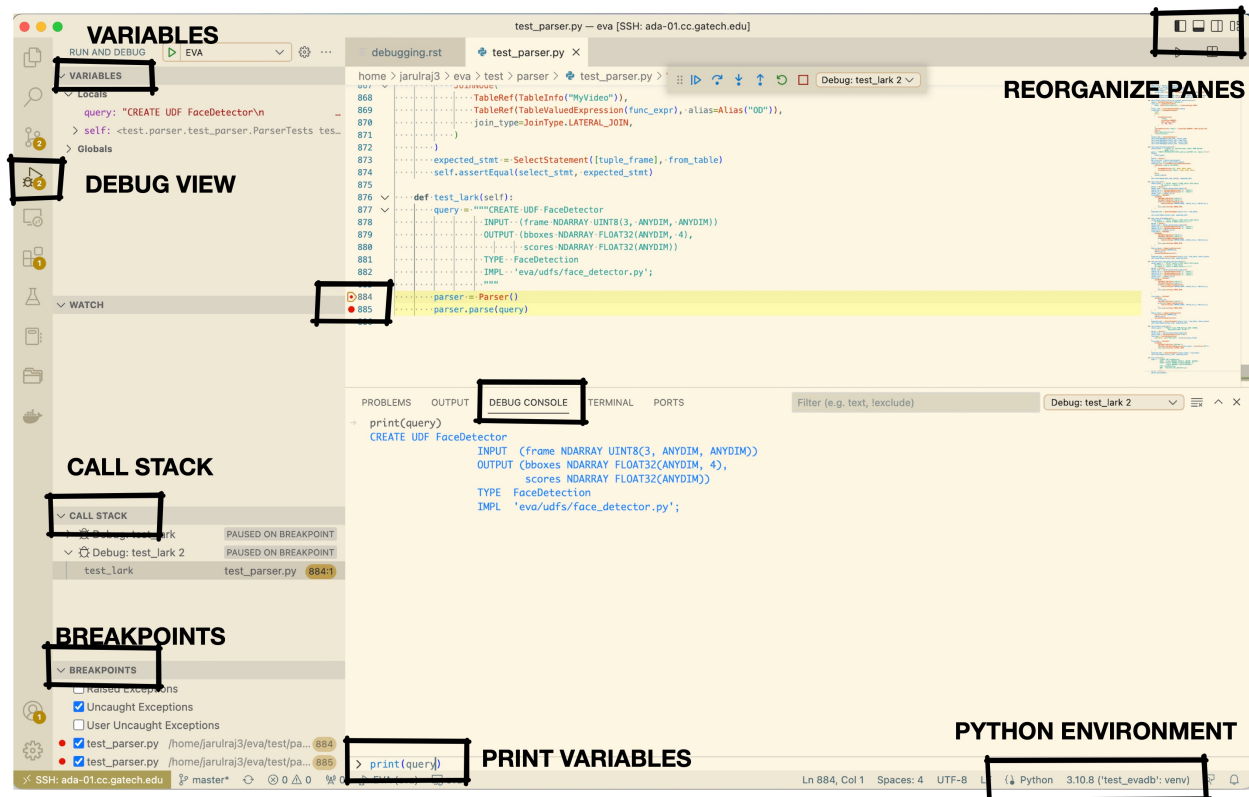 test_parser.py — eva [SSH: ada-01.cc.gatech.edu]
VARIABLES
RUN AND DEBUG EVA
debugging.rst test_parser.py
VARIABLES
home > jarulraj3 > eva > test > parser > test_parser.py >
Debug: test_lark 2
REORGANIZE PANES
Locals
query: "CREATE UDF FaceDetector\n
self: <test.parser.test_parser.ParserTests tes…
Globals
DEBUG VIEW
867 JoinNode(
868 TableRef(TableInfo("MyVideo")),
869 TableRef(TableValuedExpression(func_expr), alias=Alias("OD")),
870 join_type=JoinType.LATERAL_JOIN,
871 )
872 )
873 expected_stmt = SelectStatement([tuple_frame], from_table)
874 self.assertEqual(select_stmt, expected_stmt)
875
876 def test_lark(self):
877 query = """CREATE UDF FaceDetector
878 INPUT (frame NDARRAY UINT8(3, ANYDIM, ANYDIM))
879 OUTPUT (bboxes NDARRAY FLOAT32(ANYDIM, 4),
880 scores NDARRAY FLOAT32(ANYDIM))
881 TYPE FaceDetection
882 IMPL 'eva/udfs/face_detector.py';
"""
884 parser = Parser()
885 parser.parse(query)
WATCH
PROBLEMS OUTPUT DEBUG CONSOLE TERMINAL PORTS
Filter (e.g. text, !exclude)
Debug: test_lark 2
print(query)
CREATE UDF FaceDetector
INPUT (frame NDARRAY UINT8(3, ANYDIM, ANYDIM))
OUTPUT (bboxes NDARRAY FLOAT32(ANYDIM, 4),
scores NDARRAY FLOAT32(ANYDIM))
TYPE FaceDetection
IMPL 'eva/udfs/face_detector.py';
CALL STACK
CALL STACK
Debug: test_lark PAUSED ON BREAKPOINT
Debug: test_lark 2 PAUSED ON BREAKPOINT
test_lark test_parser.py 884:1
BREAKPOINTS
BREAKPOINTS
Raised Exceptions
Uncaught Exceptions
User Uncaught Exceptions
test_parser.py /home/jarulraj3/eva/test/pa... 884
test_parser.py /home/jarulraj3/eva/test/pa... 885
> print(query)
PRINT VARIABLES
PYTHON ENVIRONMENT
SSH: ada-01.cc.gatech.edu master* 0 0
Ln 884, Col 1 Spaces: 4 UTF-8 Python 3.10.8 ('test_evadb': venv)